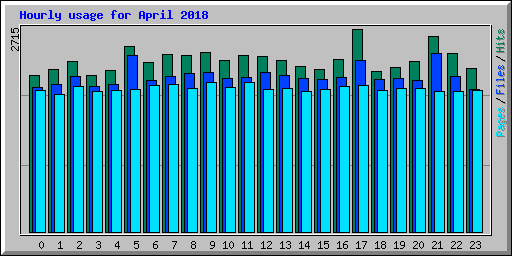 Hourly usage for April 2018
2715
Pages / Files / Hits
0 1 2 3 4 5 6 7 8 9 10 11 12 13 14 15 16 17 18 19 20 21 22 23